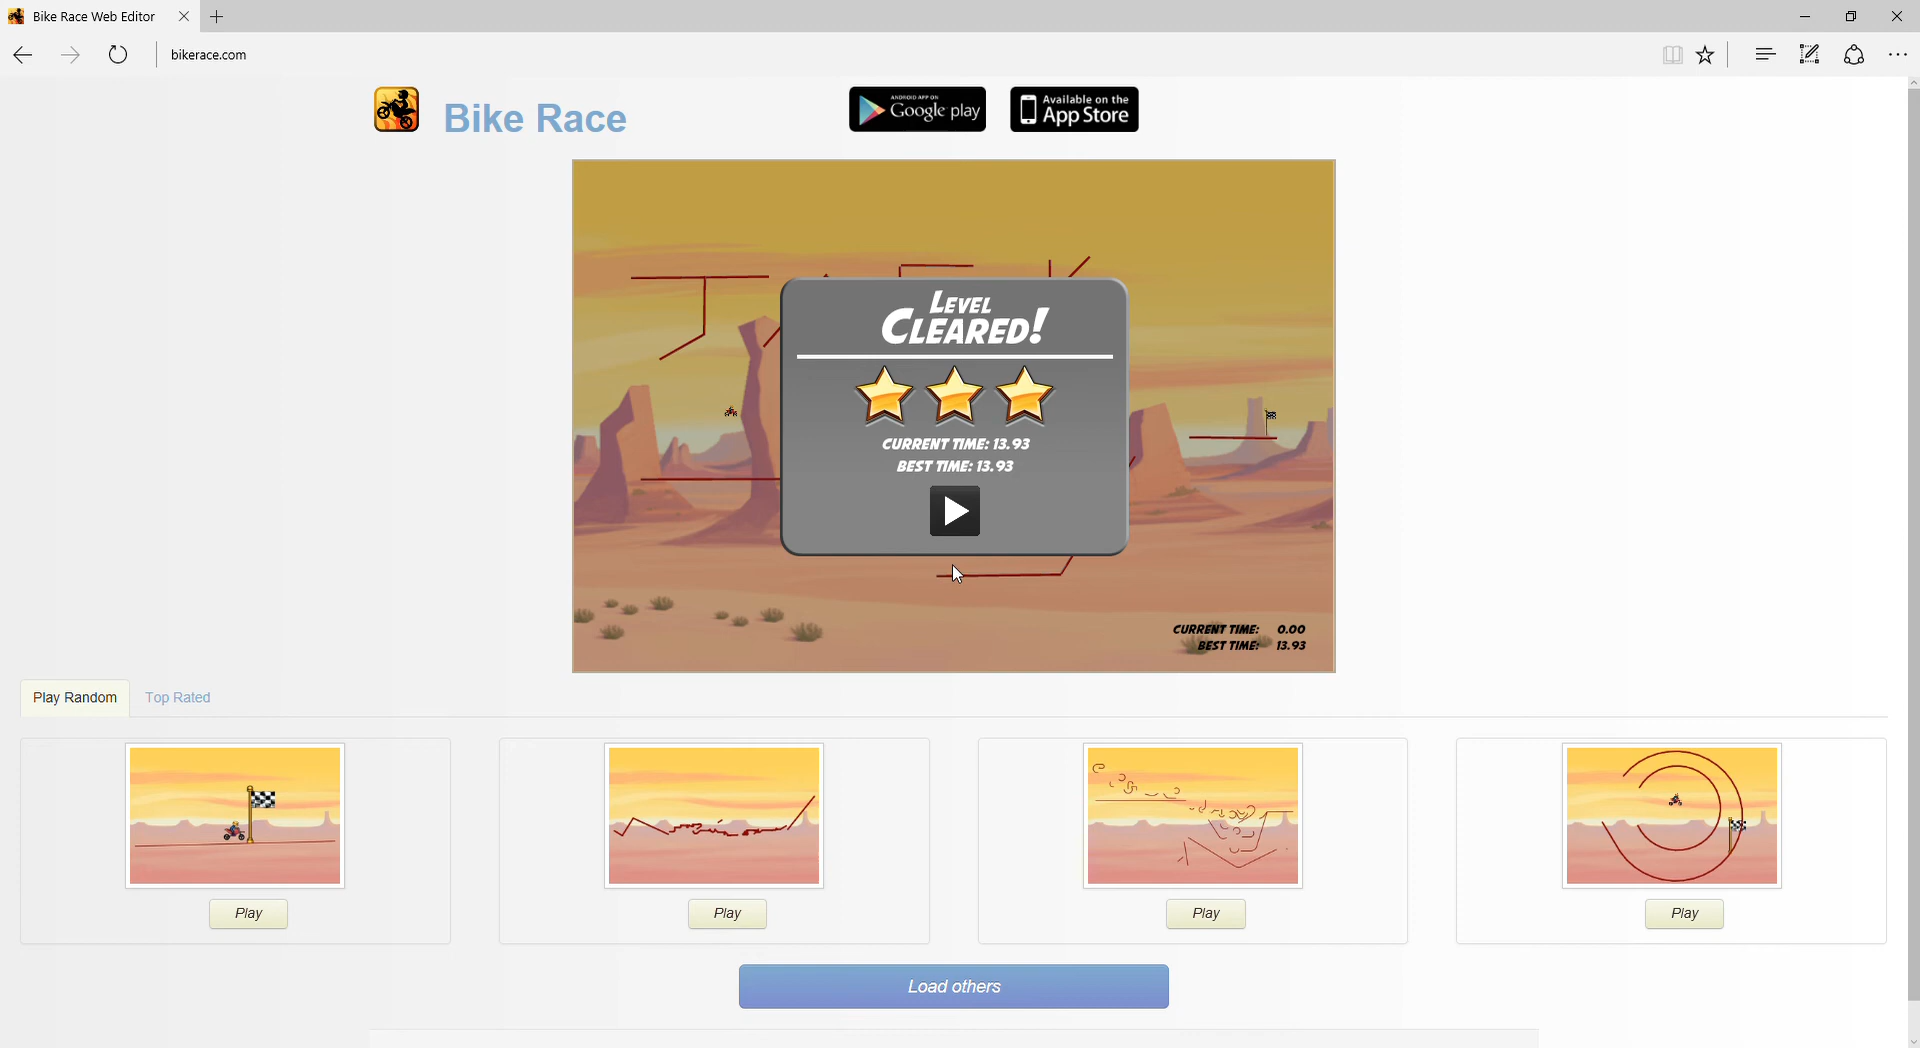 Bike Race Web Editor
bikerace.com
Bike Race
ANDROID APP ON
Google play
Available on the
App Store
LEVEL
CLEARED!
CURRENT TIME: 13.93
BEST TIME: 13.93
CURRENT TIME: 0.00
BEST TIME: 13.93
Play Random
Top Rated
Play
Play
Play
Play
Load others